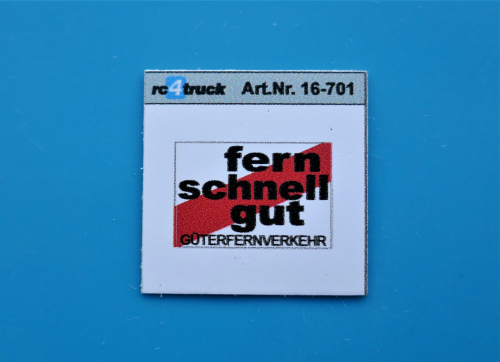 rc4truck Art.Nr. 16-701
fern
schnell
gut
GÜTERFERNVERKEHR